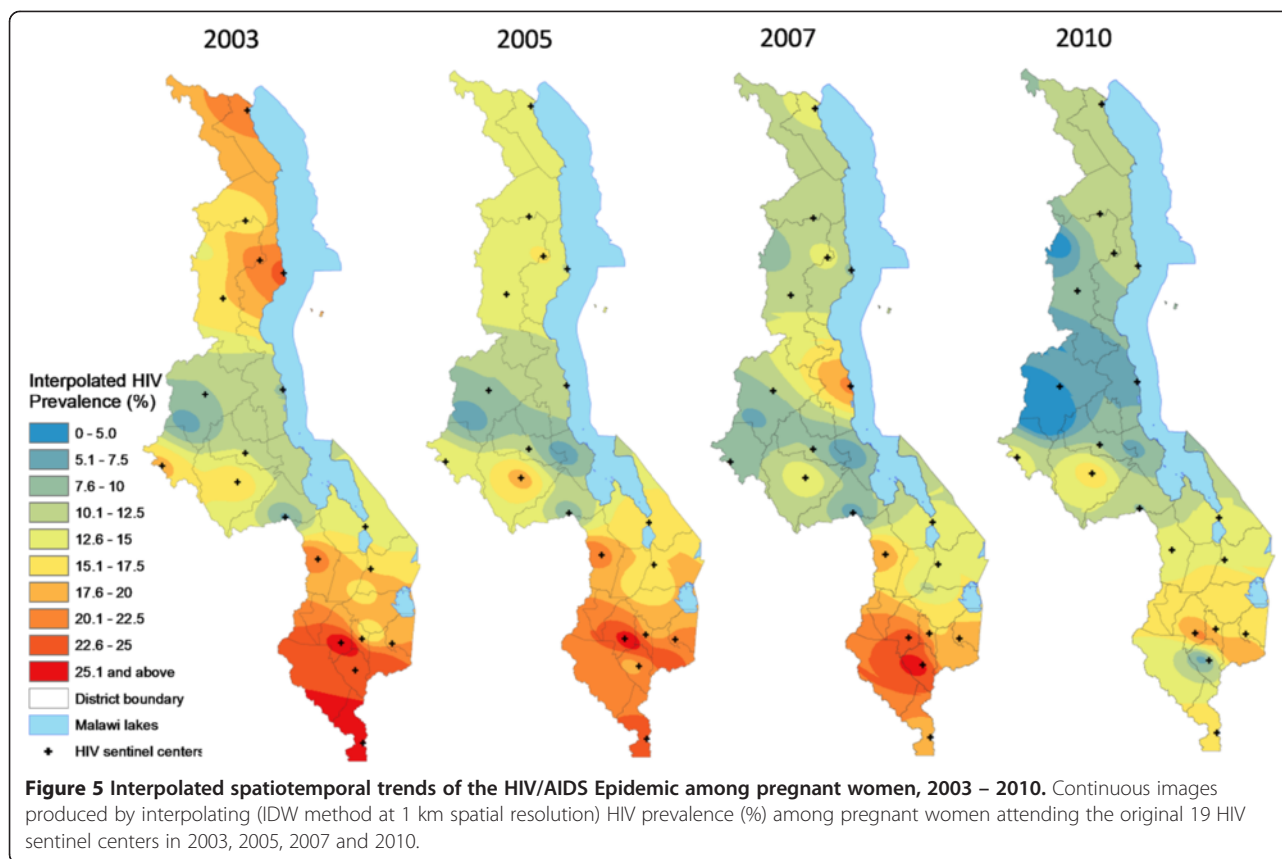 2003 2005 2007 2010
Interpolated HIV
Prevalence (%)
0 - 5.0
5.1 - 7.5
7.6 - 10
10.1 - 12.5
12.6 - 15
15.1 - 17.5
17.6 - 20
20.1 - 22.5
22.6 - 25
25.1 and above
District boundary
Malawi lakes
HIV sentinel centers
Figure 5 Interpolated spatiotemporal trends of the HIV/AIDS Epidemic among pregnant women, 2003 – 2010. Continuous images
produced by interpolating (IDW method at 1 km spatial resolution) HIV prevalence (%) among pregnant women attending the original 19 HIV
sentinel centers in 2003, 2005, 2007 and 2010.